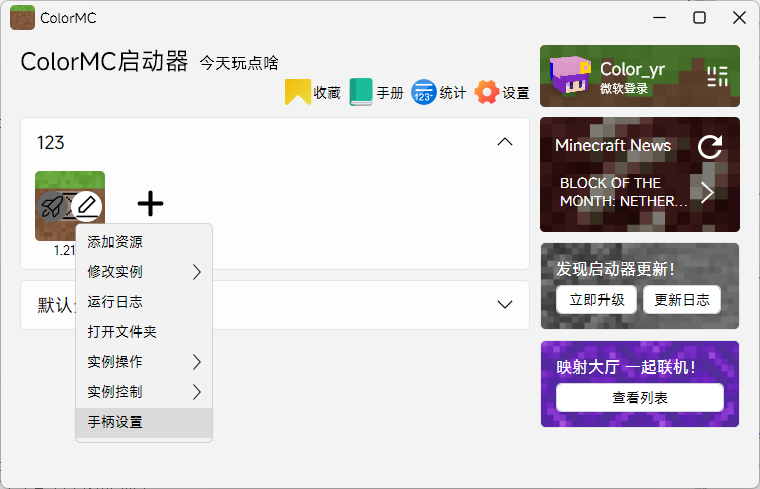 ColorMC
ColorMC启动器 今天玩点啥
收藏 手册 统计 设置
123
1.21
添加资源
修改实例
运行日志
打开文件夹
实例操作
实例控制
手柄设置
默认
Color_yr
微软登录
Minecraft News
BLOCK OF THE
MONTH: NETHER...
发现启动器更新!
立即升级 更新日志
映射大厅 一起联机!
查看列表